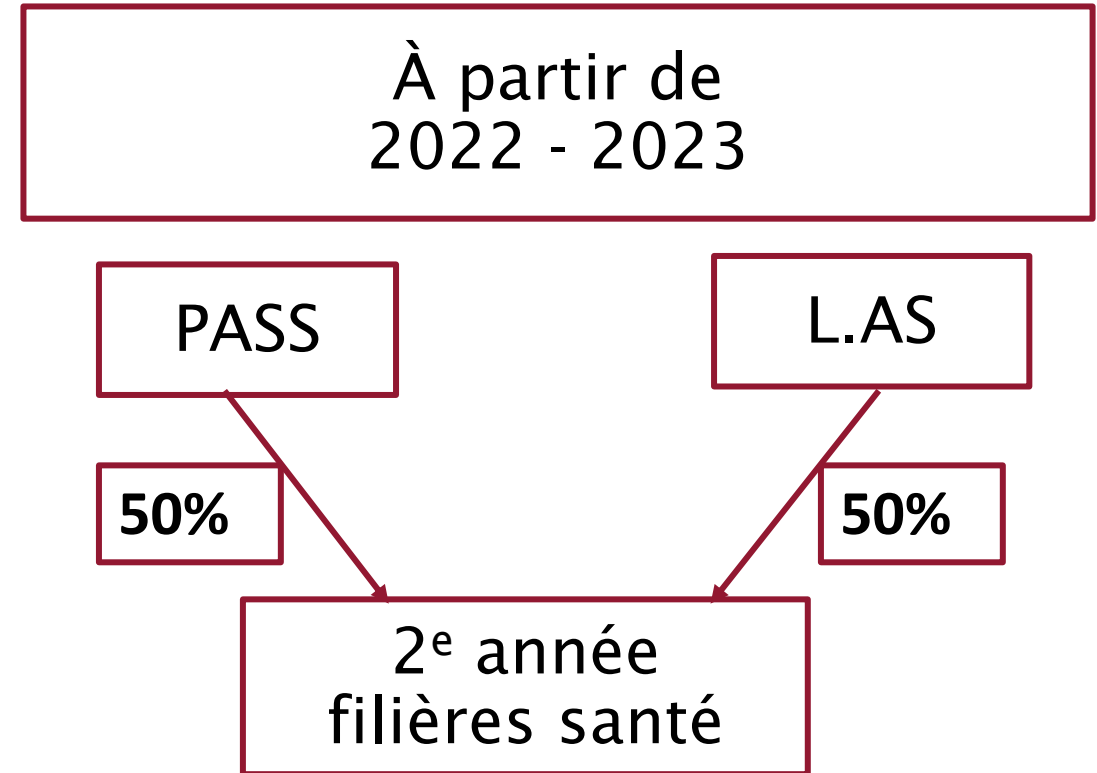 À partir de
2022 - 2023
PASS
L.AS
50%
50%
2e année
filières santé